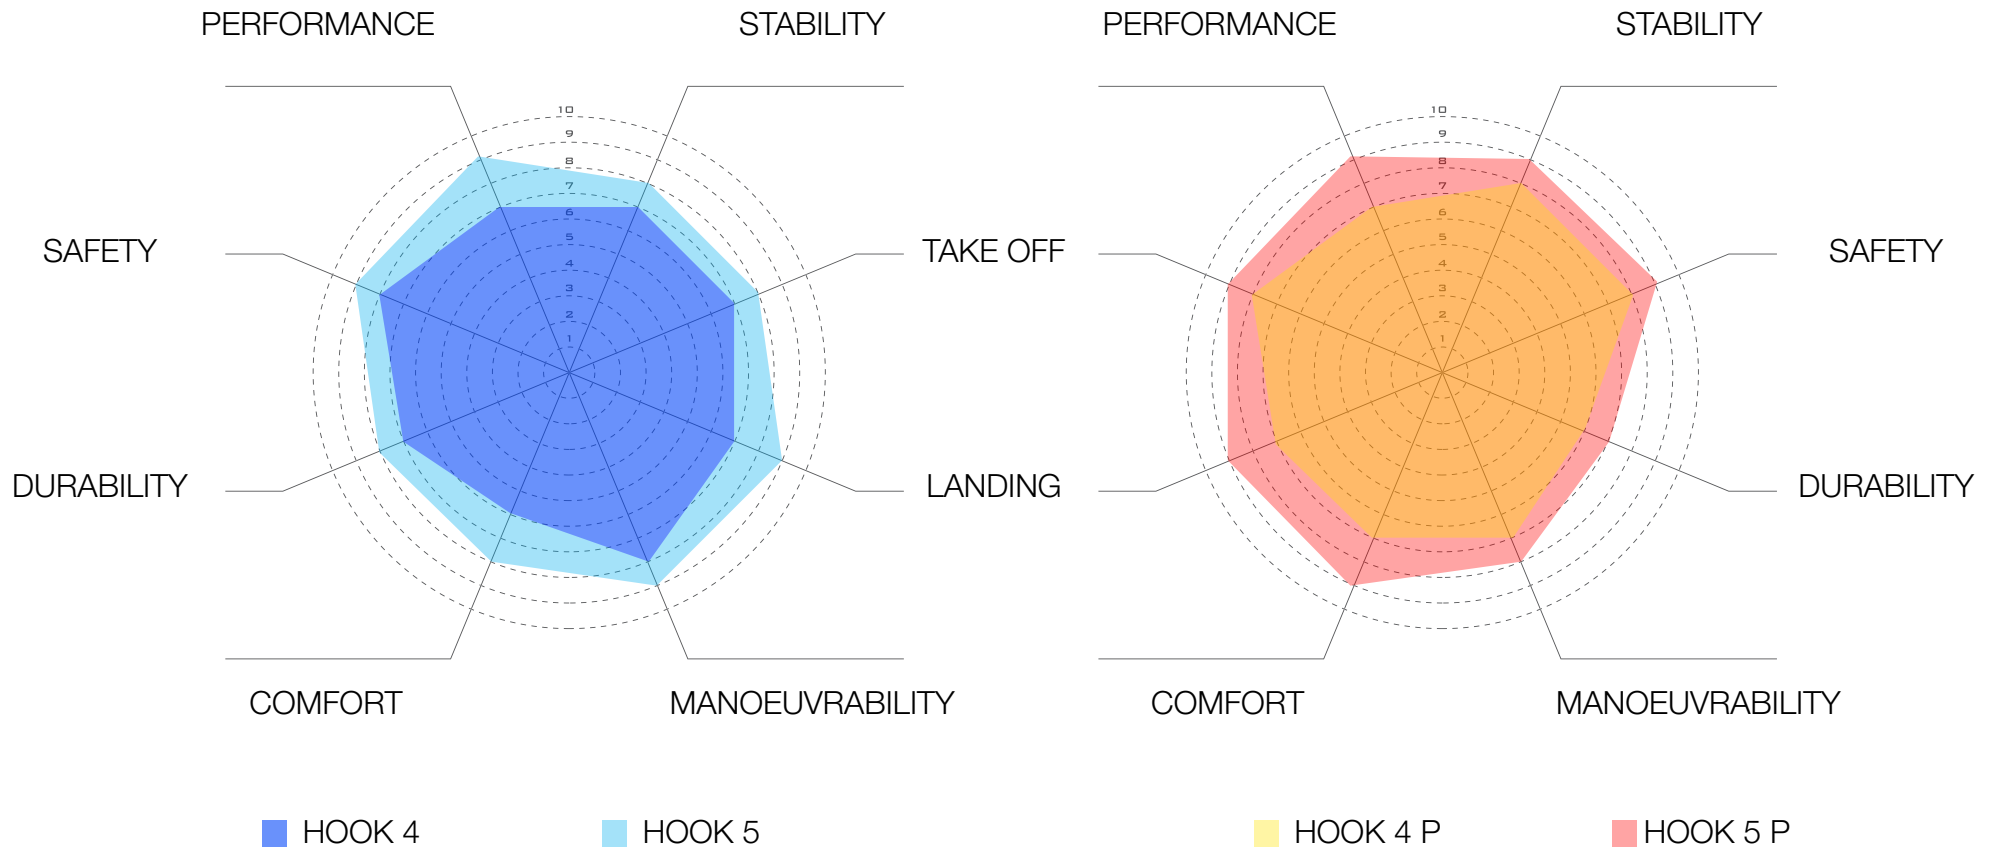 PERFORMANCE STABILITY PERFORMANCE STABILITY
10 10
9 9
8 8
7 7
6 6
SAFETY 5 TAKE OFF 5 SAFETY
4 4
3 3
2 2
1 1
DURABILITY LANDING DURABILITY
COMFORT MANOEUVRABILITY COMFORT MANOEUVRABILITY
HOOK 4 HOOK 5 HOOK 4 P HOOK 5 P